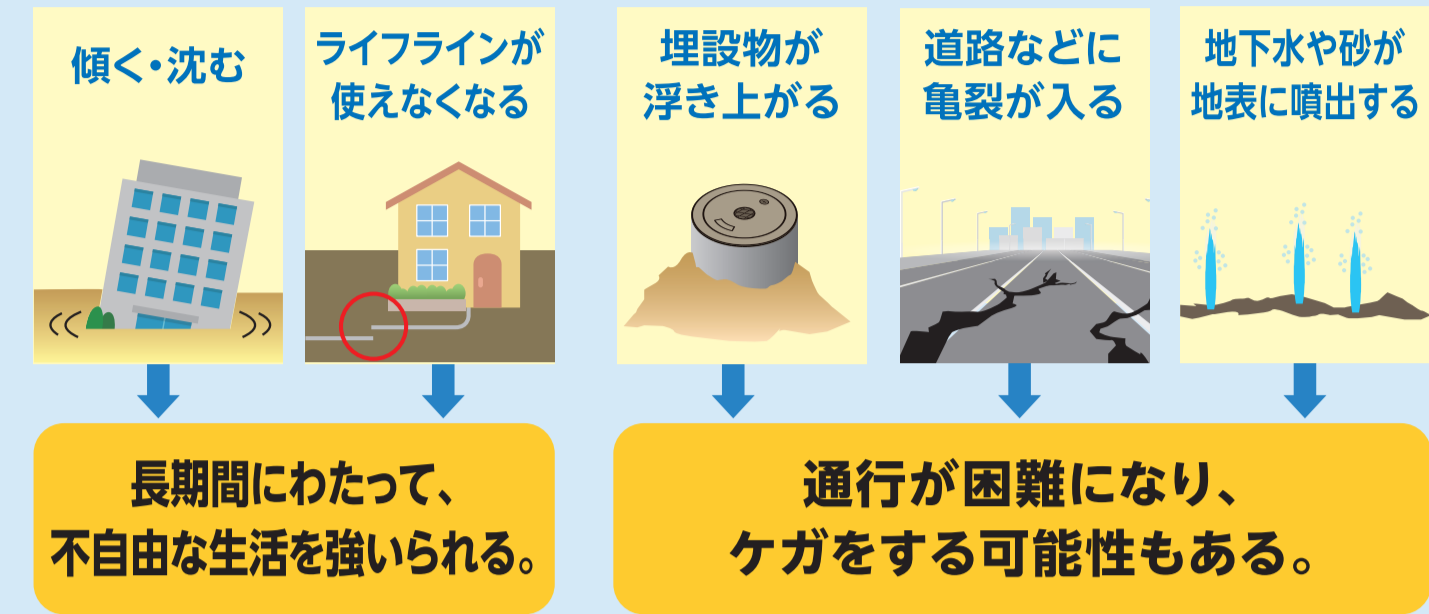 傾く・沈む
ライフラインが
使えなくなる
埋設物が
浮き上がる
道路などに
亀裂が入る
地下水や砂が
地表に噴出する
長期間にわたって、
不自由な生活を強いられる。
通行が困難になり、
ケガをする可能性もある。